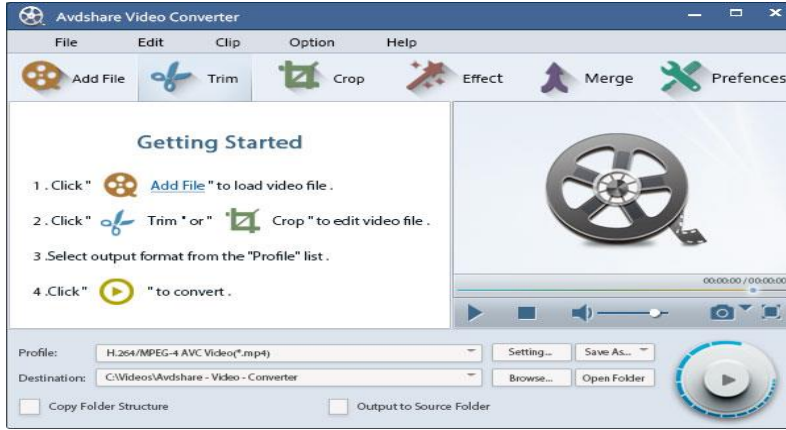 Avdshare Video Converter
File Edit Clip Option Help
Add File Trim Crop Effect Merge Prefences
Getting Started
1 . Click " Add File " to load video file .
2 . Click " Trim " or " Crop " to edit video file .
3 .Select output format from the "Profile" list .
4 .Click " " to convert .
00:00:00 / 00:00:00
Profile: H.264/MPEG-4 AVC Video(*.mp4) Setting... Save As...
Destination: C:\Videos\Avdshare - Video - Converter Browse... Open Folder
Copy Folder Structure Output to Source Folder